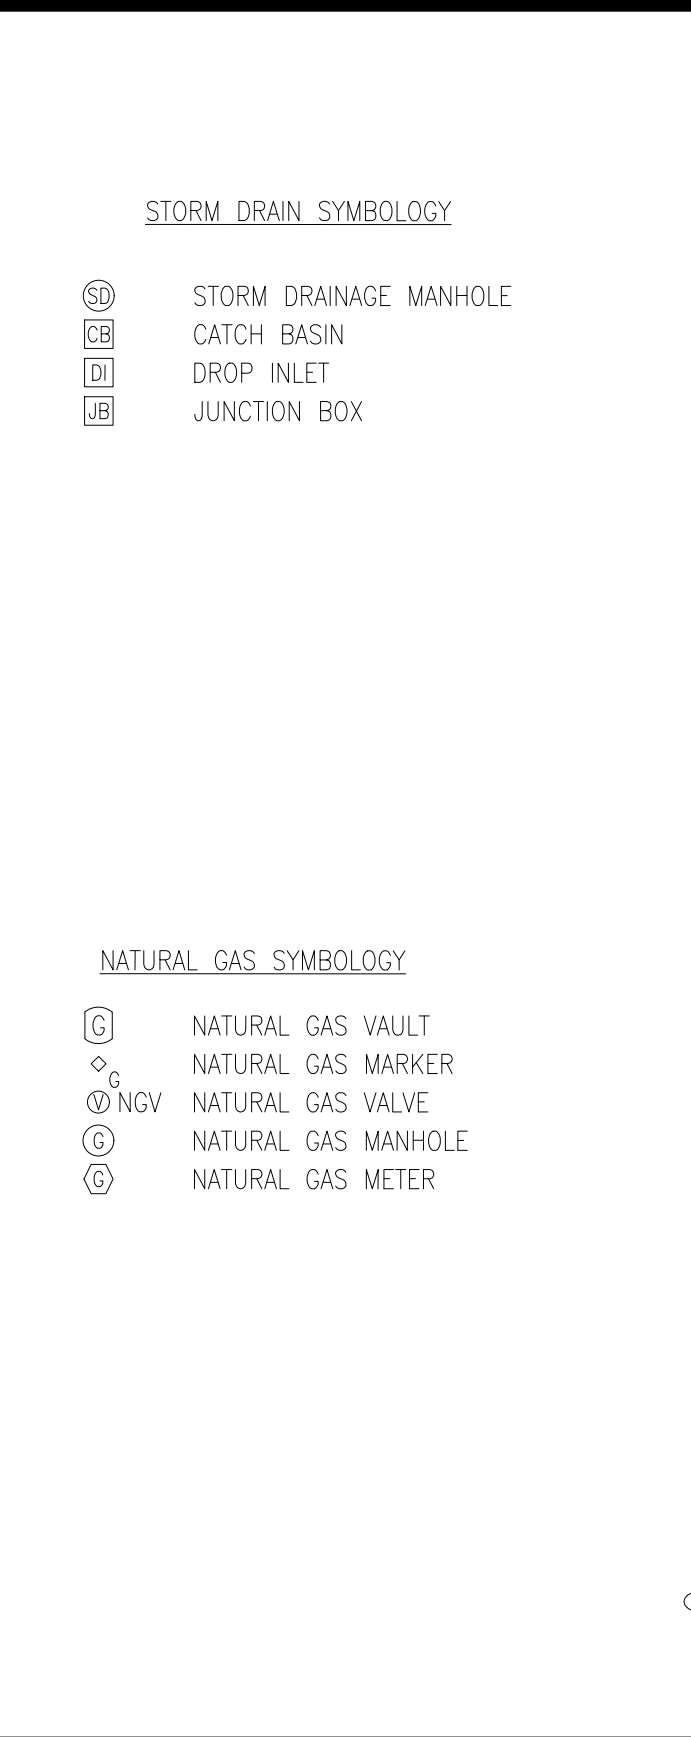 STORM DRAIN SYMBOLOGY
SD STORM DRAINAGE MANHOLE
CB CATCH BASIN
DI DROP INLET
JB JUNCTION BOX
NATURAL GAS SYMBOLOGY
G NATURAL GAS VAULT
G NATURAL GAS MARKER
V NGV NATURAL GAS VALVE
G NATURAL GAS MANHOLE
G NATURAL GAS METER